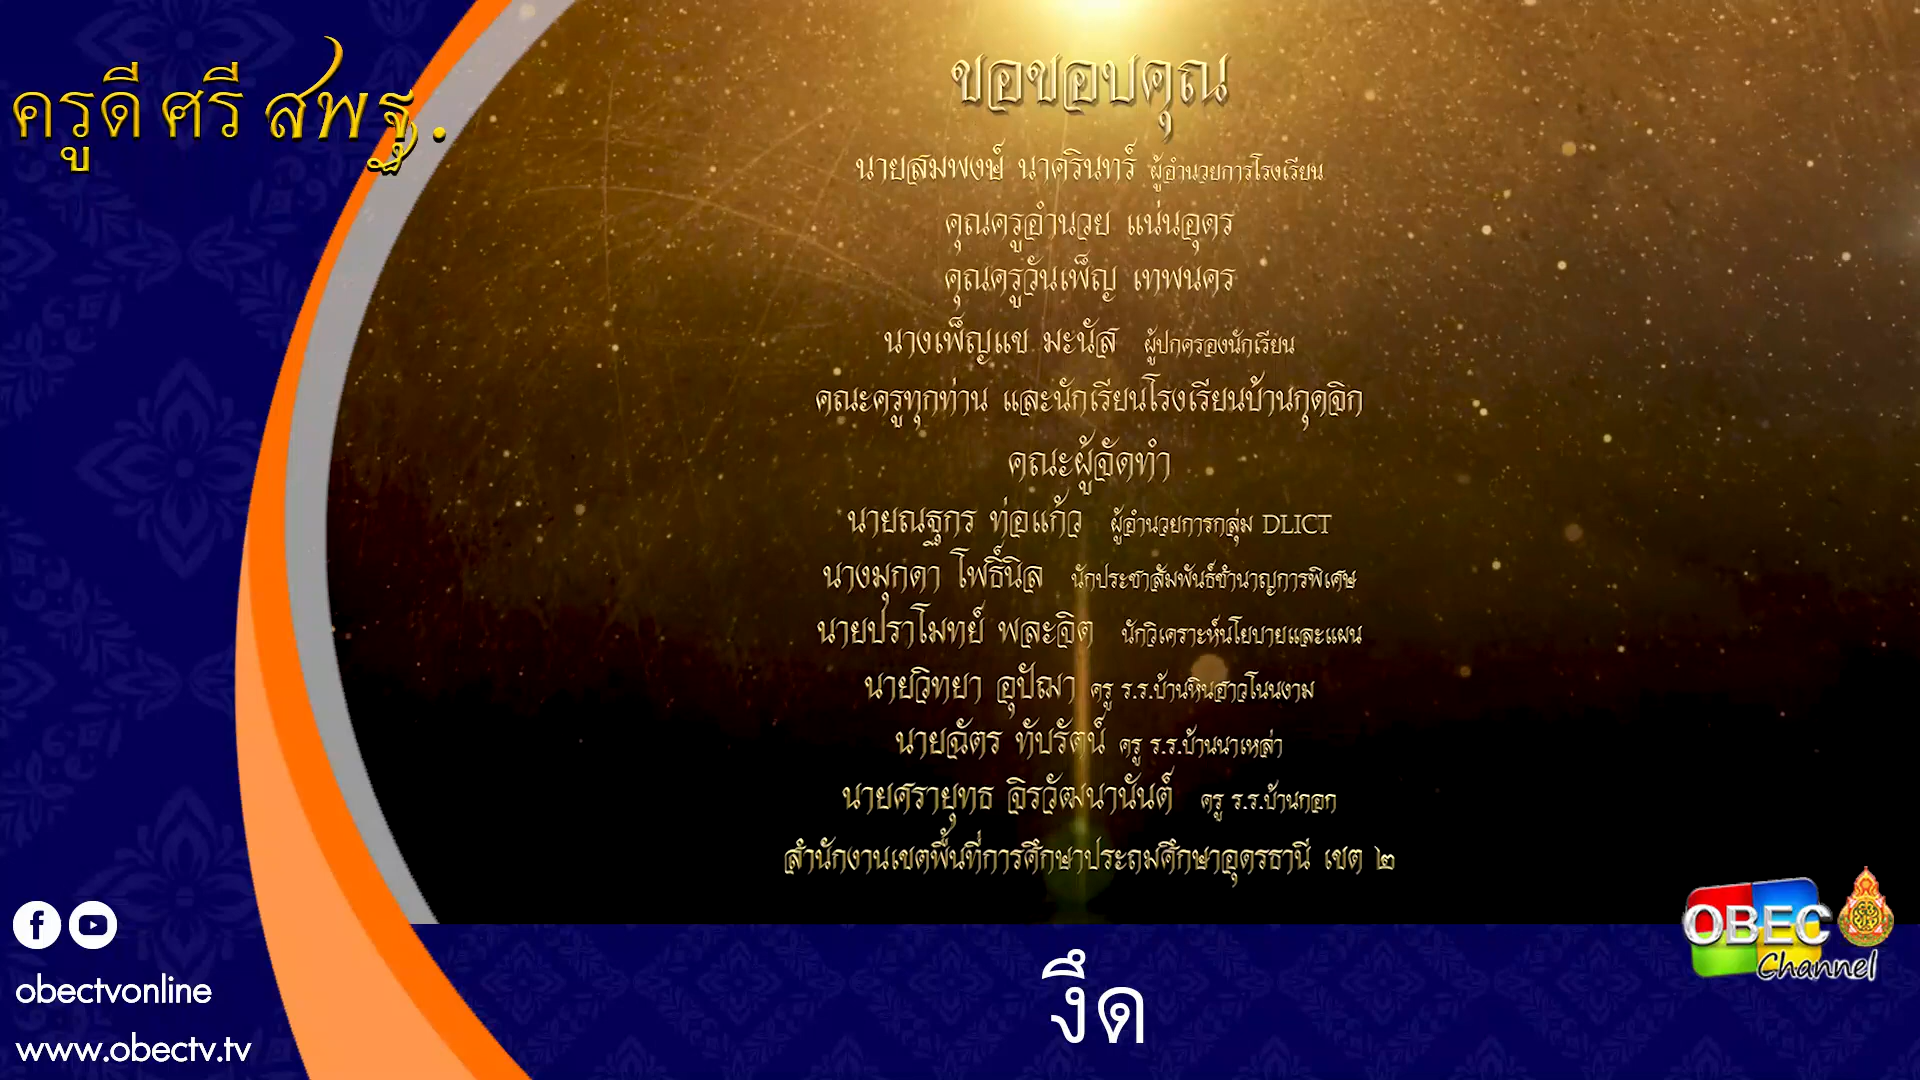 ครูดี ศรี สพฐ.
ขอขอบคุณ
นายสมพงษ์ นาครินทร์ ผู้อำนวยการโรงเรียน
คุณครูอำนวย แน่นอุดร
คุณครูวันเพ็ญ เทพนคร
นางเพ็ญแข มะนัส ผู้ปกครองนักเรียน
คณะครูทุกท่าน และนักเรียนโรงเรียนบ้านกุดจิก
คณะผู้จัดทำ
นายณฐกร ท่อแก้ว ผู้อำนวยการกลุ่ม DLICT
นางมุกดา โพธิ์นิล นักประชาสัมพันธ์ชำนาญการพิเศษ
นายปราโมทย์ พละจิต นักวิเคราะห์นโยบายและแผน
นายวิทยา อุปัฌา ครู ร.ร.บ้านหินฮาวโนนงาม
นายฉัตร ทัปรัตน์ ครู ร.ร.บ้านนาเหล่า
นายศรายุทธ จิรวัฒนานันต์ ครู ร.ร.บ้านกอก
สำนักงานเขตพื้นที่การศึกษาประถมศึกษาอุดรธานี เขต ๒
obectvonline
www.obectv.tv
งึด
OBEC
Channel